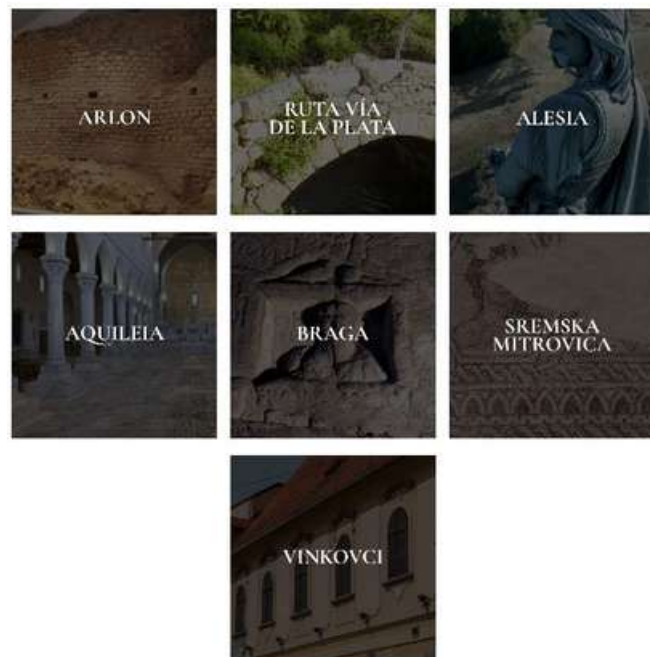 ARLON
RUTA VÍA
DE LA PLATA
ALESIA
AQUILEIA
BRAGA
SREMSKA
MITROVICA
VINKOVCI